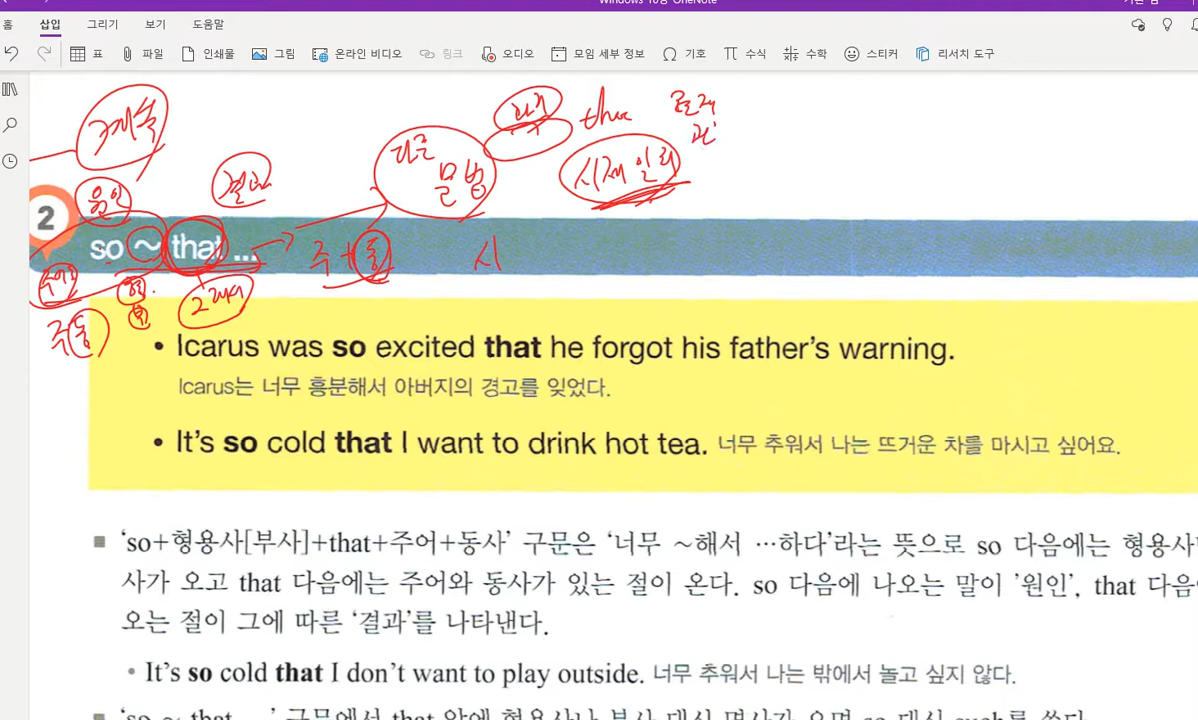 Windows 10용 OneNote
홈 삽입 그리기 보기 도움말
표 파일 인쇄물 그림 온라인 비디오 링크 오디오 모임 세부 정보 기호 수식 수학 스티커 리서치 도구
다른 문법
시제 일치
원인 결과
2 so ~ that ...
주+동 시
그래서
주동
• Icarus was so excited that he forgot his father's warning.
Icarus는 너무 흥분해서 아버지의 경고를 잊었다.
• It's so cold that I want to drink hot tea. 너무 추워서 나는 뜨거운 차를 마시고 싶어요.
■ 'so+형용사[부사]+that+주어+동사' 구문은 '너무 ~해서 …하다'라는 뜻으로 so 다음에는 형용사
사가 오고 that 다음에는 주어와 동사가 있는 절이 온다. so 다음에 나오는 말이 '원인', that 다음
오는 절이 그에 따른 '결과'를 나타낸다.
• It's so cold that I don't want to play outside. 너무 추워서 나는 밖에서 놀고 싶지 않다.